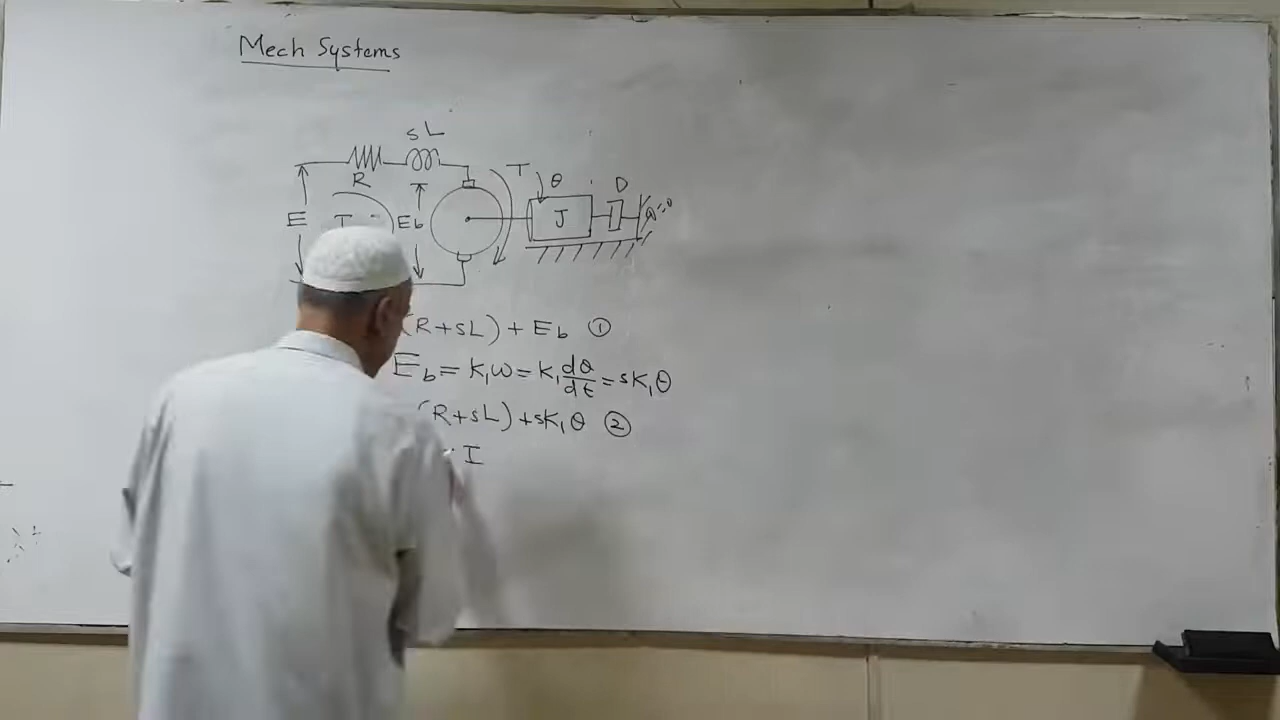 Mech Systems
sL
R
T
θ
D
E
I
Eb
J
ω=0
(R+sL) + Eb ①
Eb = K₁ω = K₁ dθ/dt = sK₁θ
(R+sL) + sK₁θ ②
I